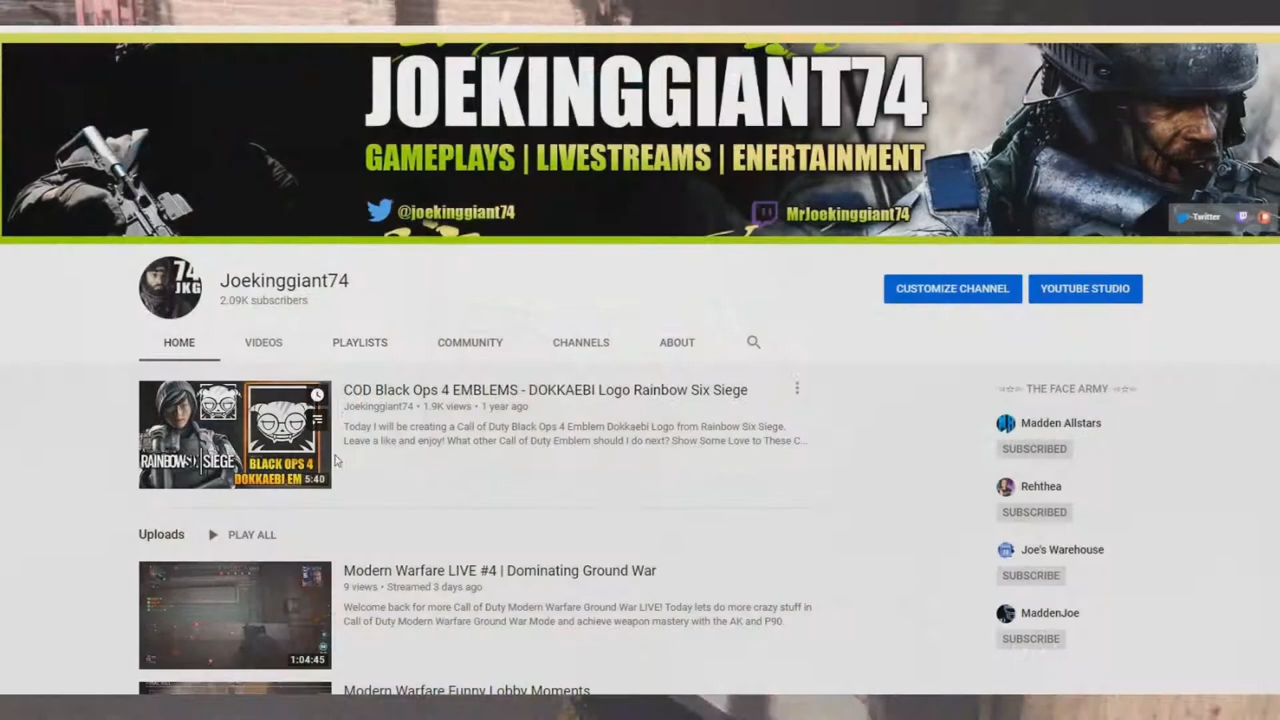 JOEKINGGIANT74
GAMEPLAYS | LIVESTREAMS | ENERTAINMENT
@joekinggiant74
MrJoekinggiant74
Twitter
74
JKG
Joekinggiant74
2.09K subscribers
CUSTOMIZE CHANNEL
YOUTUBE STUDIO
HOME
VIDEOS
PLAYLISTS
COMMUNITY
CHANNELS
ABOUT
RAINBOW SIEGE
BLACK OPS 4
DOKKAEBI EM
5:40
COD Black Ops 4 EMBLEMS - DOKKAEBI Logo Rainbow Six Siege
Joekinggiant74 • 1.9K views • 1 year ago
Today I will be creating a Call of Duty Black Ops 4 Emblem Dokkaebi Logo from Rainbow Six Siege.
Leave a like and enjoy! What other Call of Duty Emblem should I do next? Show Some Love to These C...
THE FACE ARMY
Madden Allstars
SUBSCRIBED
Rehthea
SUBSCRIBED
Joe's Warehouse
SUBSCRIBE
MaddenJoe
SUBSCRIBE
Uploads
PLAY ALL
1:04:45
Modern Warfare LIVE #4 | Dominating Ground War
9 views • Streamed 3 days ago
Welcome back for more Call of Duty Modern Warfare Ground War LIVE! Today lets do more crazy stuff in
Call of Duty Modern Warfare Ground War Mode and achieve weapon mastery with the AK and P90.
Modern Warfare Funny Lobby Moments